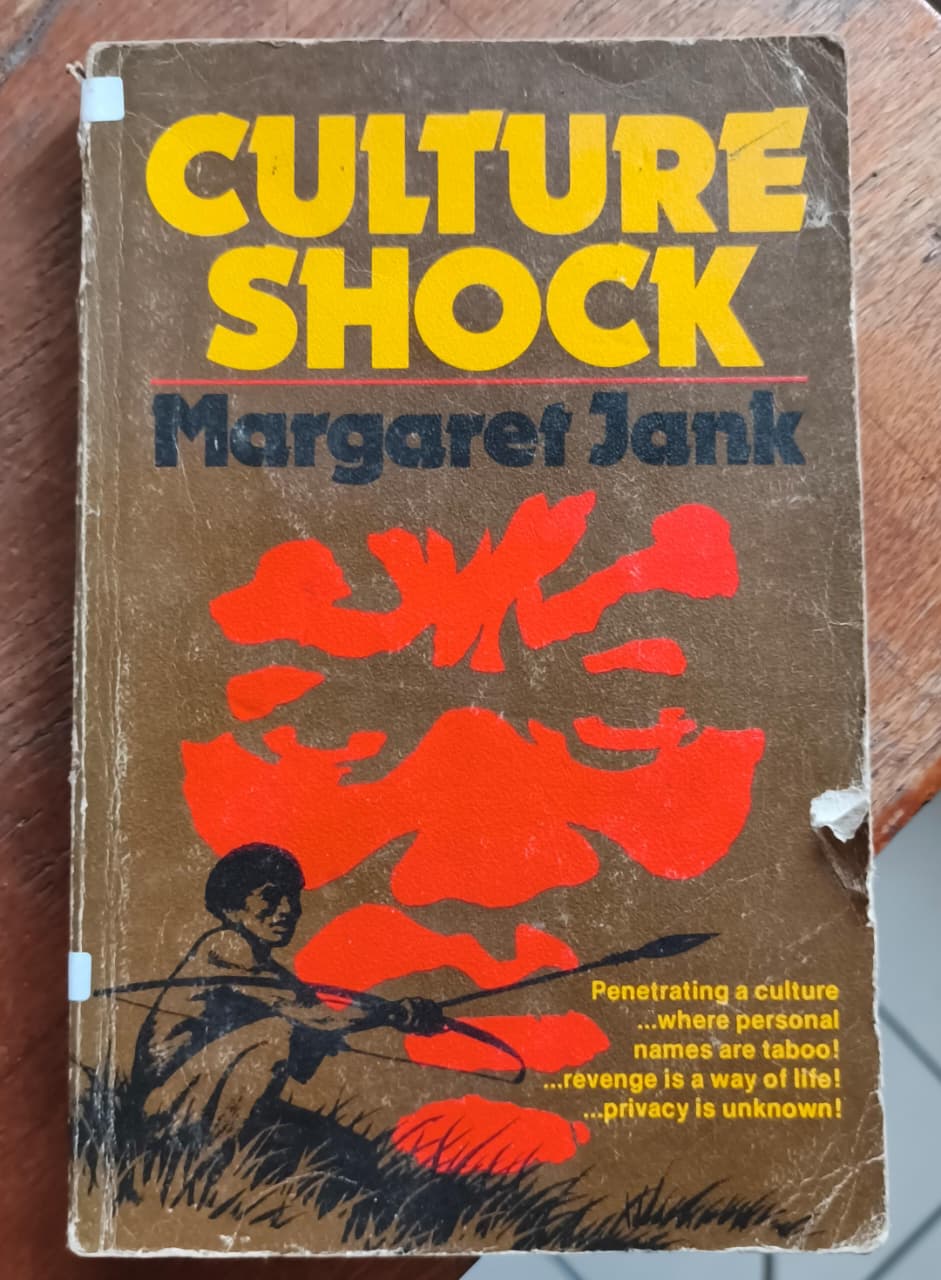 CULTURE
SHOCK
Margaret Jank
Penetrating a culture
...where personal
names are taboo!
...revenge is a way of life!
...privacy is unknown!